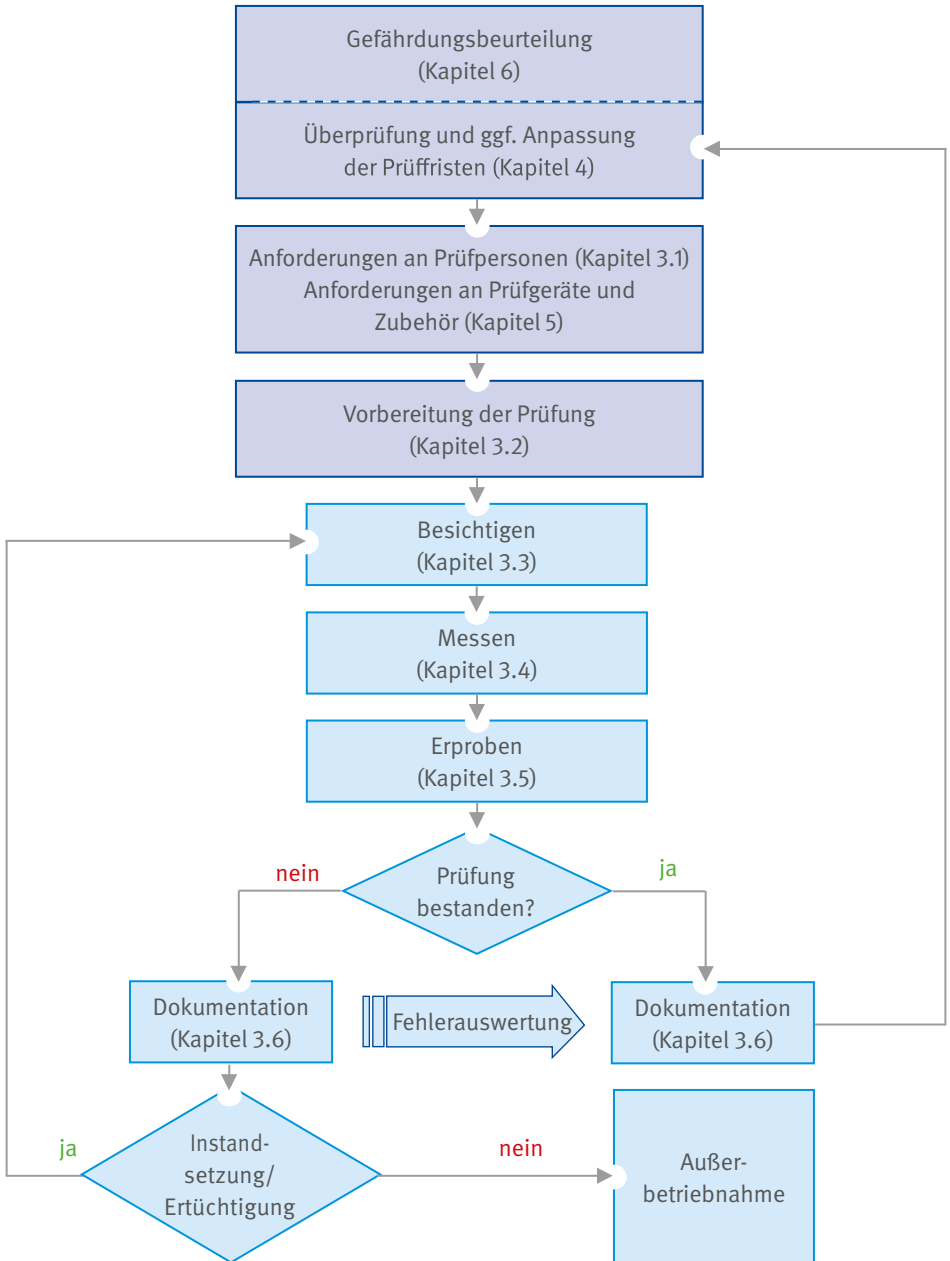 Gefährdungsbeurteilung
(Kapitel 6)
Überprüfung und ggf. Anpassung
der Prüffristen (Kapitel 4)
Anforderungen an Prüfpersonen (Kapitel 3.1)
Anforderungen an Prüfgeräte und
Zubehör (Kapitel 5)
Vorbereitung der Prüfung
(Kapitel 3.2)
Besichtigen
(Kapitel 3.3)
Messen
(Kapitel 3.4)
Erproben
(Kapitel 3.5)
nein
Prüfung
bestanden?
ja
Dokumentation
(Kapitel 3.6)
Fehlerauswertung
Dokumentation
(Kapitel 3.6)
ja
Instand-
setzung/
Ertüchtigung
nein
Außer-
betriebnahme